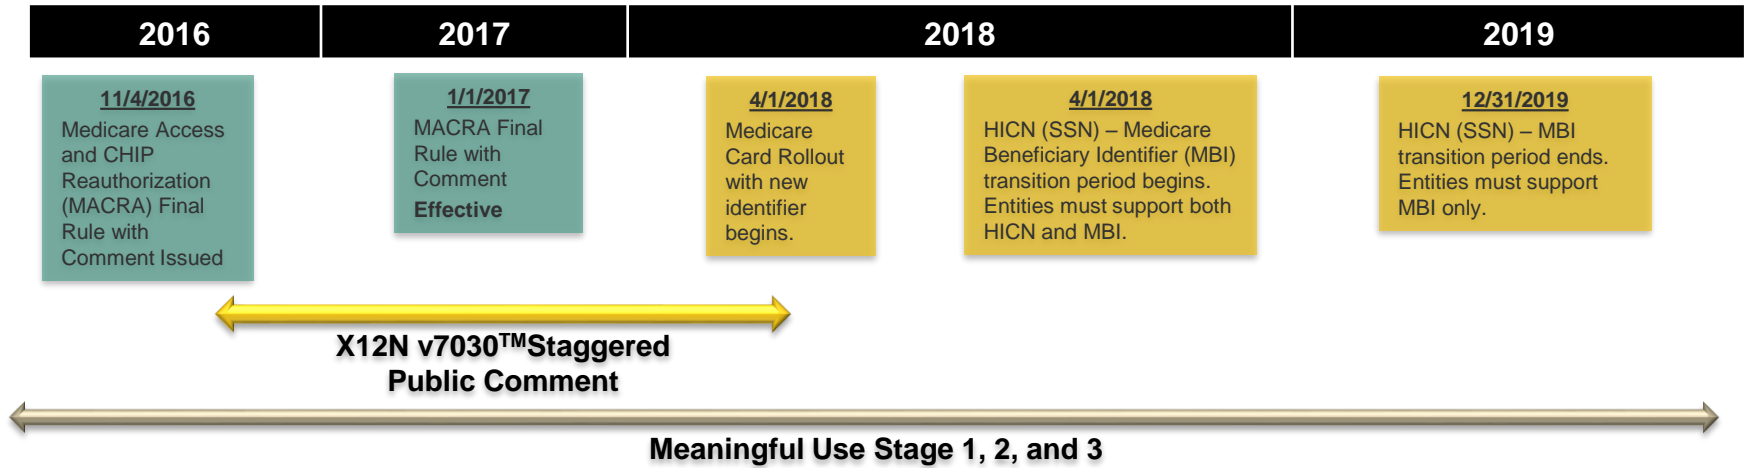 2016
2017
2018
2019
11/4/2016
Medicare Access
and CHIP
Reauthorization
(MACRA) Final
Rule with
Comment Issued
1/1/2017
MACRA Final
Rule with
Comment
Effective
4/1/2018
Medicare
Card Rollout
with new
identifier
begins.
4/1/2018
HICN (SSN) – Medicare
Beneficiary Identifier (MBI)
transition period begins.
Entities must support both
HICN and MBI.
12/31/2019
HICN (SSN) – MBI
transition period ends.
Entities must support
MBI only.
X12N v7030TMStaggered
Public Comment
Meaningful Use Stage 1, 2, and 3